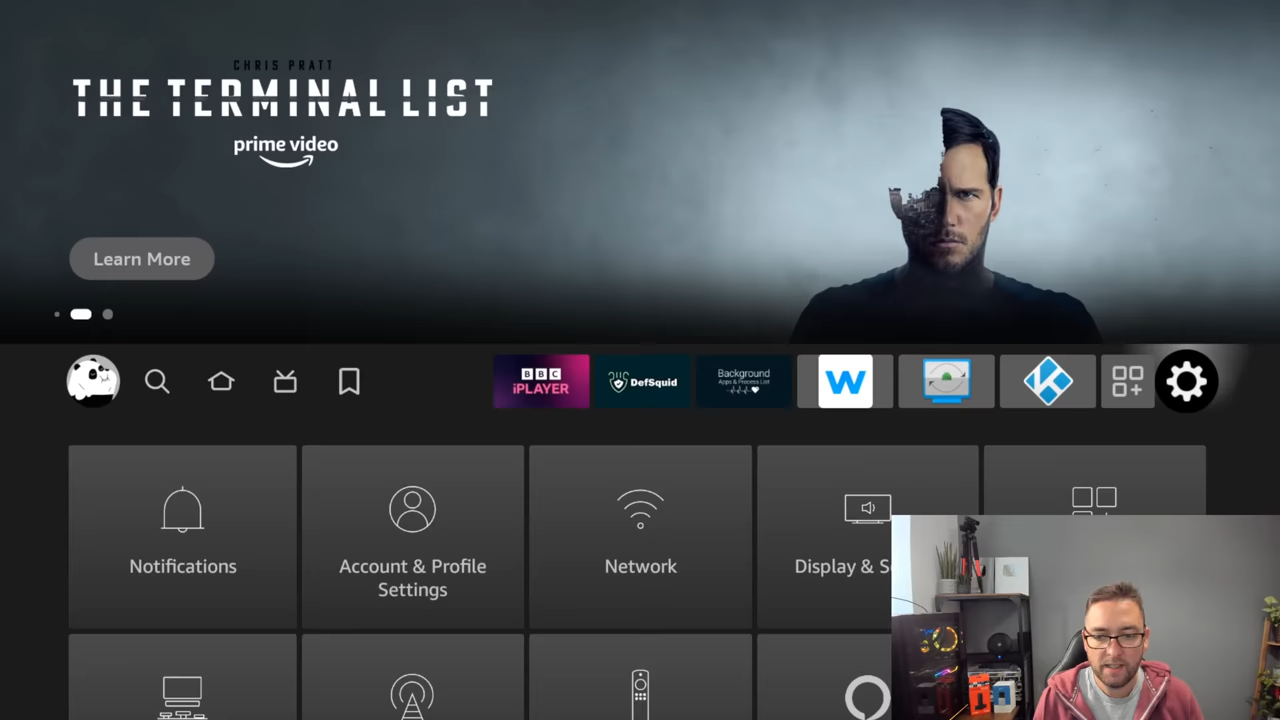 CHRIS PRATT
THE TERMINAL LIST
prime video
Learn More
BBC
iPLAYER
DefSquid
Background
Apps & Process List
W
Notifications
Account & Profile
Settings
Network
Display & S